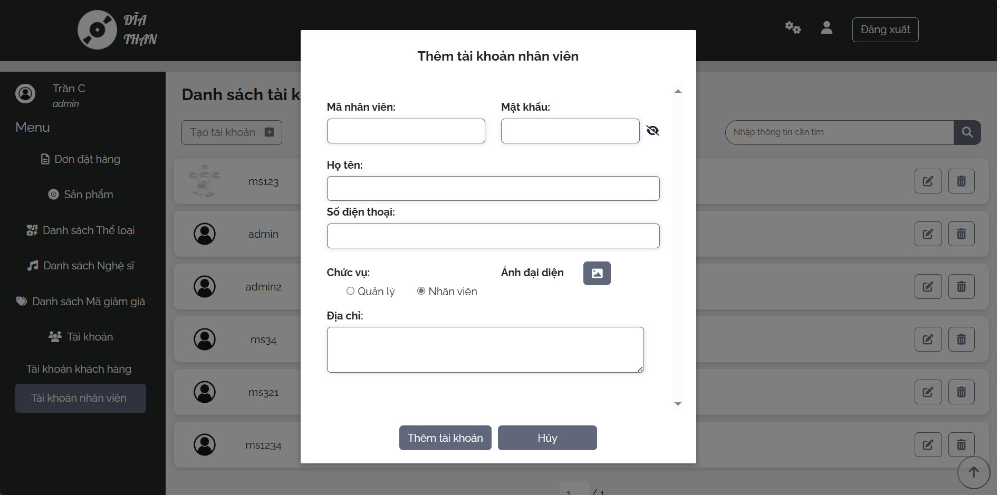 ĐĨA
THAN
Đăng xuất
Trần C
admin
Menu
Đơn đặt hàng
Sản phẩm
Danh sách Thể loại
Danh sách Nghệ sĩ
Danh sách Mã giảm giá
Tài khoản
Tài khoản khách hàng
Tài khoản nhân viên
Danh sách tài k
Tạo tài khoản
Nhập thông tin cần tìm
ms123
admin
admin2
ms34
ms321
ms1234
1 / 1
Thêm tài khoản nhân viên
Mã nhân viên: Mật khẩu:
Họ tên:
Số điện thoại:
Chức vụ: Ảnh đại diện
Quản lý Nhân viên
Địa chỉ:
Thêm tài khoản Hủy